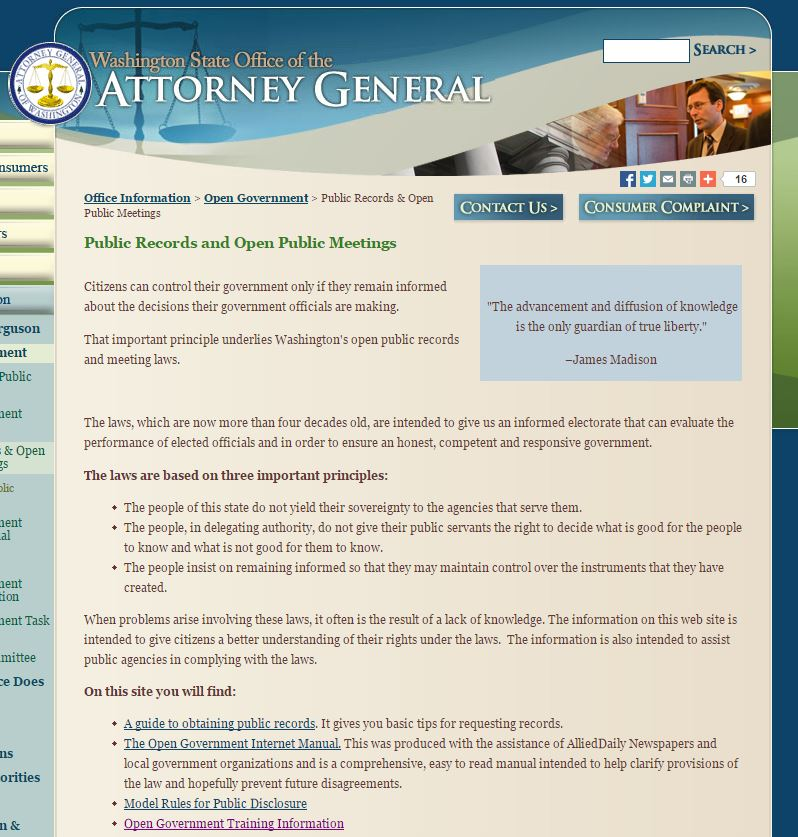 Washington State Office of the
ATTORNEY GENERAL
ATTORNEY GENERAL
OF WASHINGTON
SEARCH >
16
Office Information > Open Government > Public Records & Open
Public Meetings
CONTACT US >
CONSUMER COMPLAINT >
Public Records and Open Public Meetings
Citizens can control their government only if they remain informed
about the decisions their government officials are making.
That important principle underlies Washington's open public records
and meeting laws.
"The advancement and diffusion of knowledge
is the only guardian of true liberty."
–James Madison
The laws, which are now more than four decades old, are intended to give us an informed electorate that can evaluate the
performance of elected officials and in order to ensure an honest, competent and responsive government.
The laws are based on three important principles:
The people of this state do not yield their sovereignty to the agencies that serve them.
The people, in delegating authority, do not give their public servants the right to decide what is good for the people
to know and what is not good for them to know.
The people insist on remaining informed so that they may maintain control over the instruments that they have
created.
When problems arise involving these laws, it often is the result of a lack of knowledge. The information on this web site is
intended to give citizens a better understanding of their rights under the laws.  The information is also intended to assist
public agencies in complying with the laws.
On this site you will find:
A guide to obtaining public records. It gives you basic tips for requesting records.
The Open Government Internet Manual. This was produced with the assistance of AlliedDaily Newspapers and
local government organizations and is a comprehensive, easy to read manual intended to help clarify provisions of
the law and hopefully prevent future disagreements.
Model Rules for Public Disclosure
Open Government Training Information
nsumers
rs
on
rguson
ment
Public
ment
s & Open
gs
lic
ment
al
ment
tion
ment Task
mittee
ce Does
ns
orities
n &